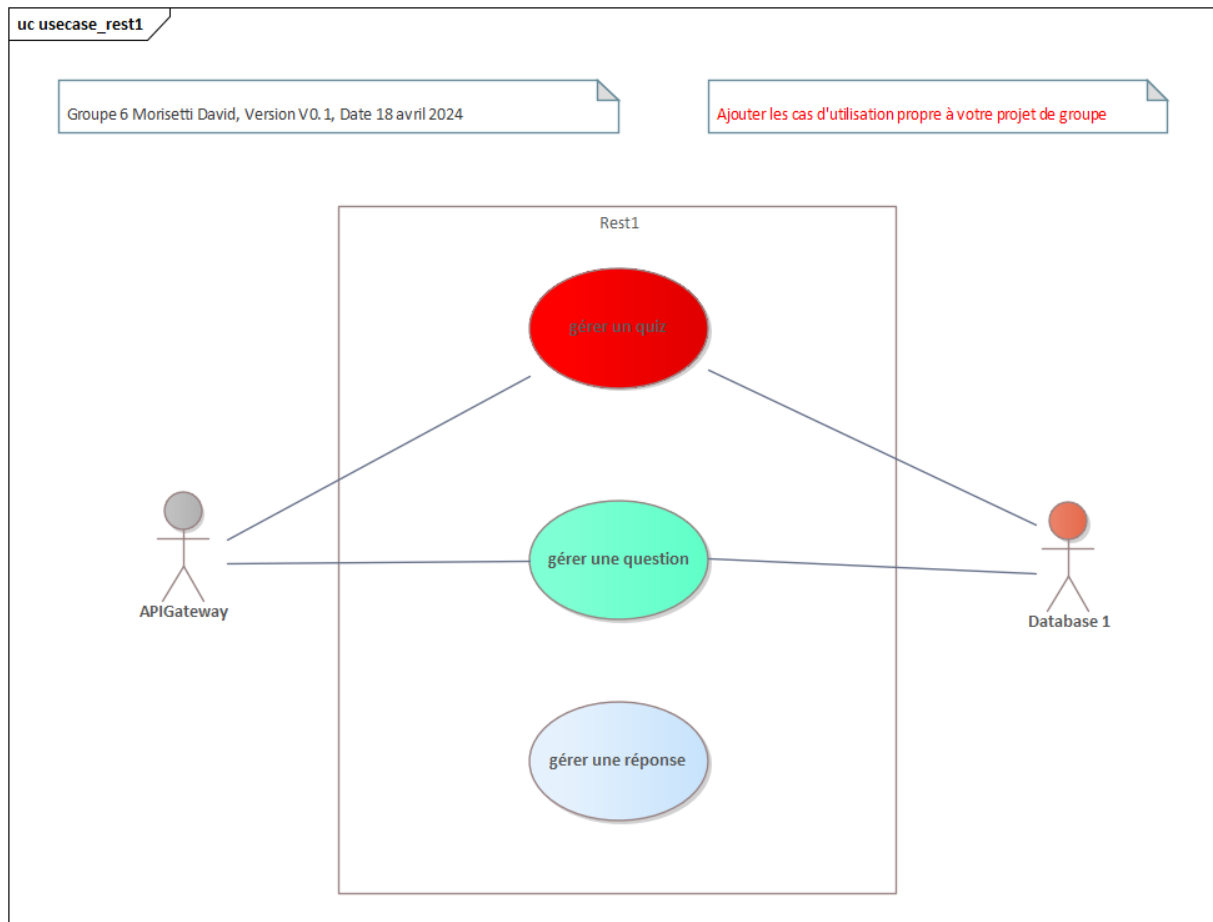 uc usecase_rest1
Groupe 6 Morisetti David, Version V0.1, Date 18 avril 2024
Ajouter les cas d'utilisation propre à votre projet de groupe
Rest1
gérer un quiz
gérer une question
APIGateway
Database 1
gérer une réponse